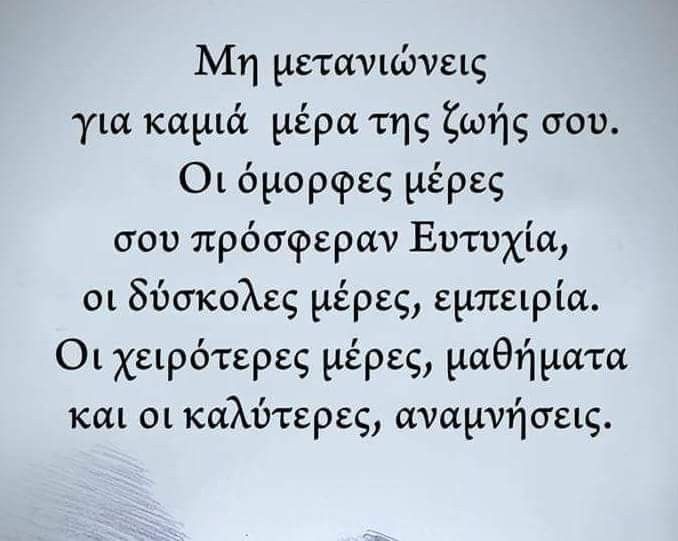 Μη μετανιώνεις
για καμιά μέρα της ζωής σου.
Οι όμορφες μέρες
σου πρόσφεραν Ευτυχία,
οι δύσκολες μέρες, εμπειρία.
Οι χειρότερες μέρες, μαθήματα
και οι καλύτερες, αναμνήσεις.